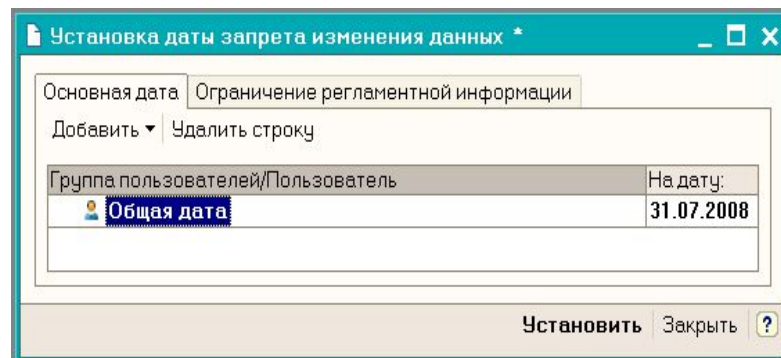 Установка даты запрета изменения данных *
Основная дата Ограничение регламентной информации
Добавить Удалить строку
Группа пользователей/Пользователь На дату:
Общая дата 31.07.2008
Установить Закрыть ?